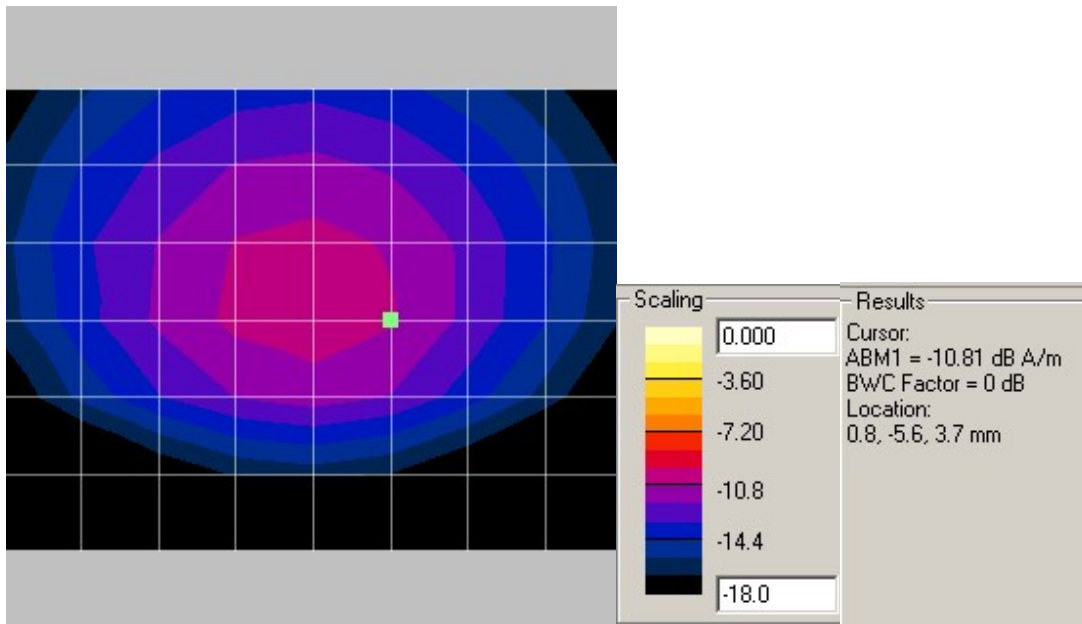 Scaling
0.000
-3.60
-7.20
-10.8
-14.4
-18.0
Results
Cursor:
ABM1 = -10.81 dB A/m
BWC Factor = 0 dB
Location:
0.8, -5.6, 3.7 mm